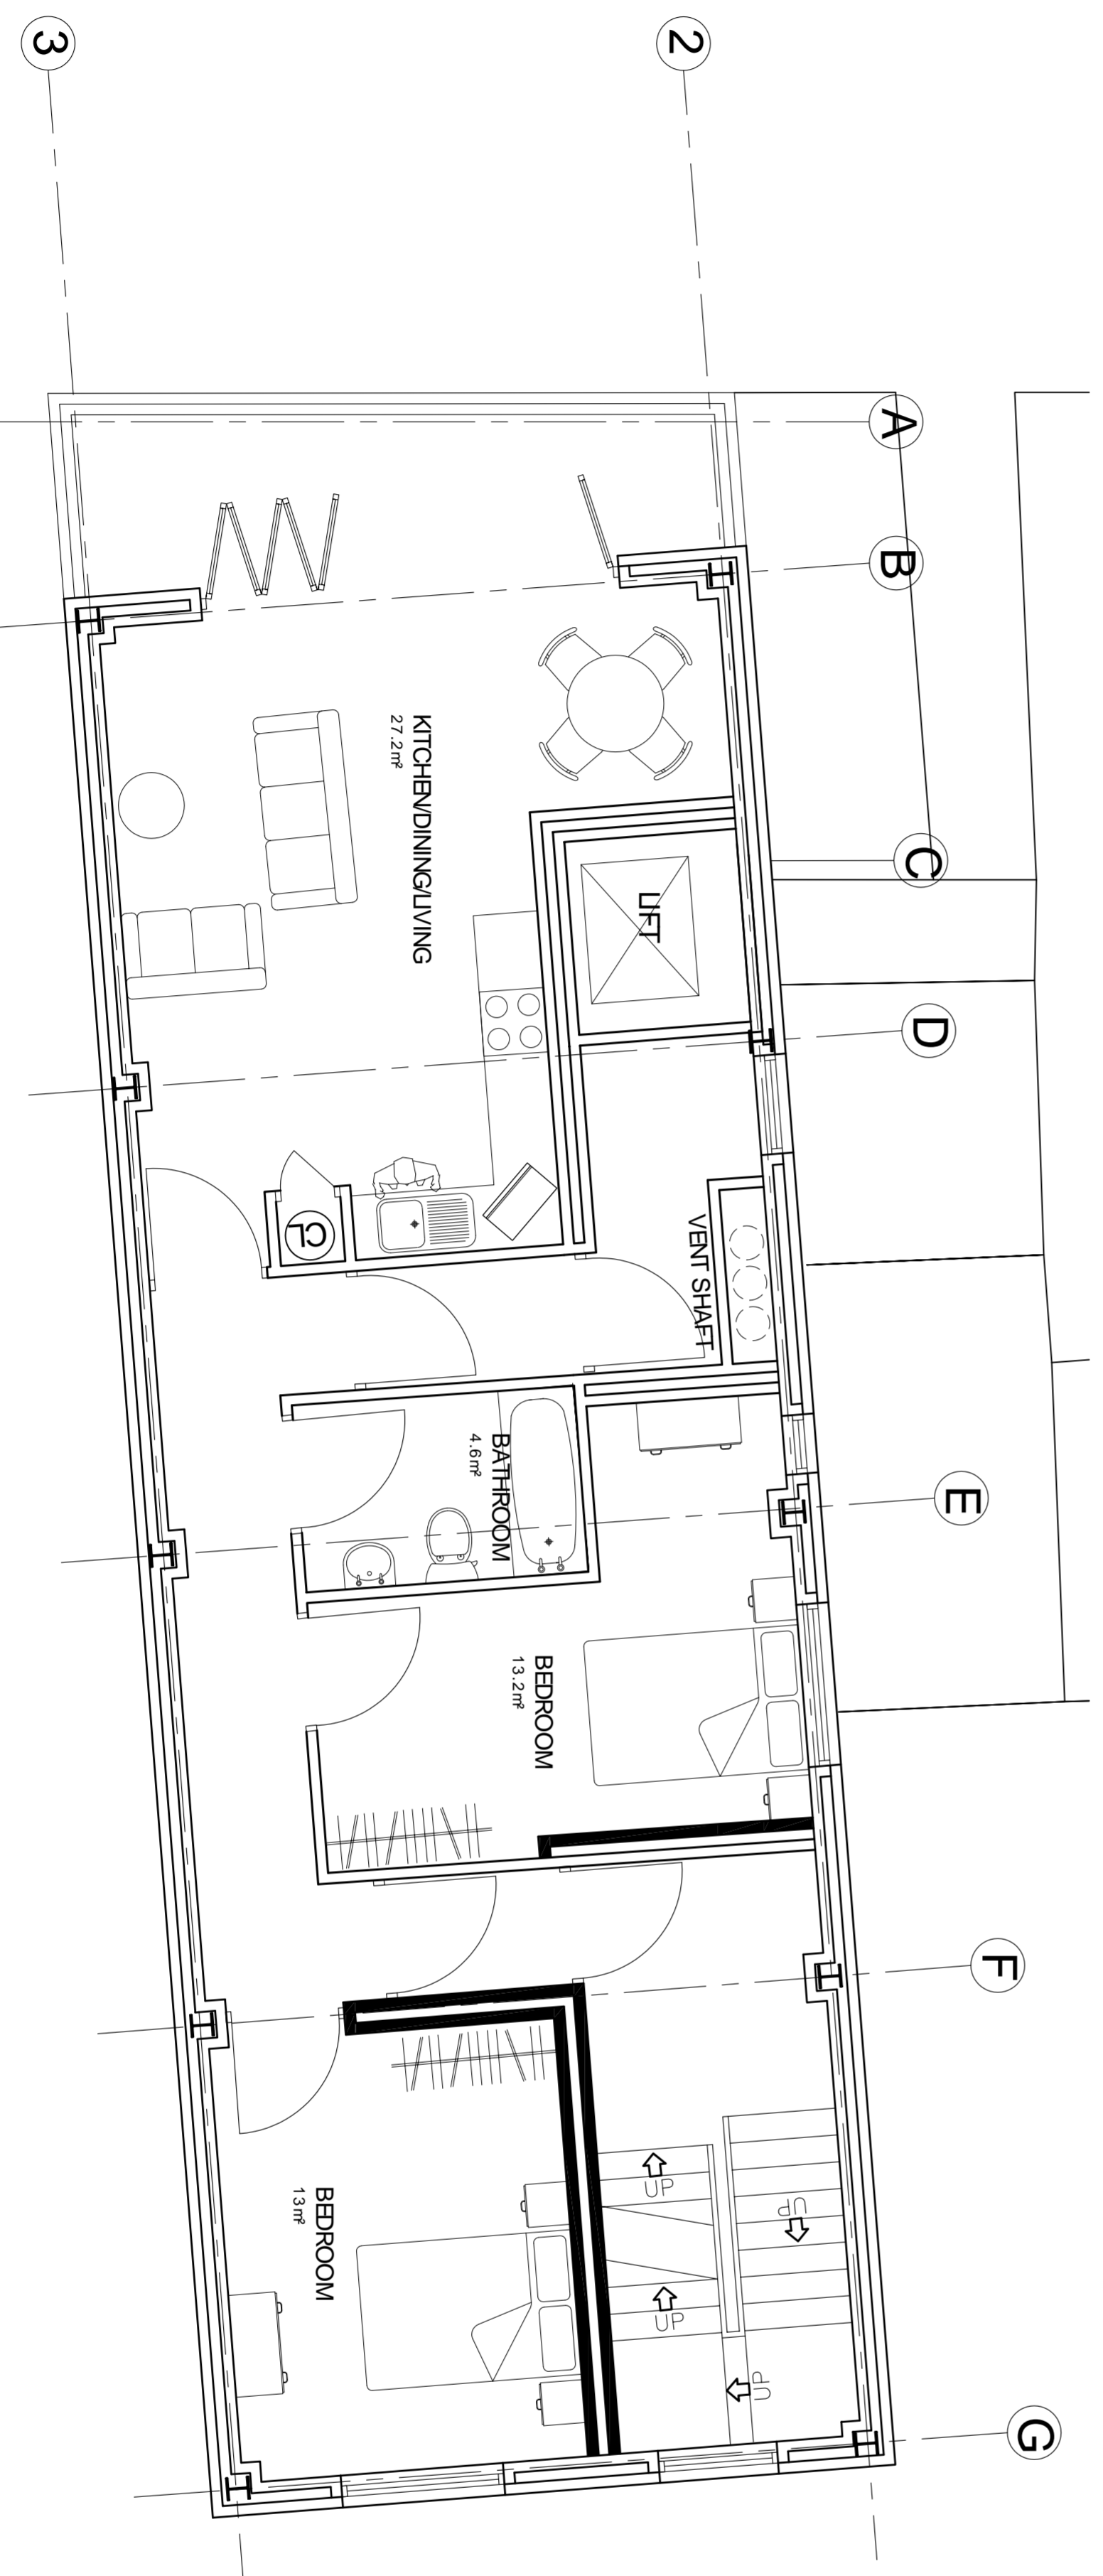 3
2
A
B
C
D
E
F
G
KITCHEN/DINING/LIVING
27.2m²
LIFT
CL
VENT SHAFT
BATHROOM
4.6m²
BEDROOM
13.2m²
BEDROOM
13m²
UP
UP
UP
UP